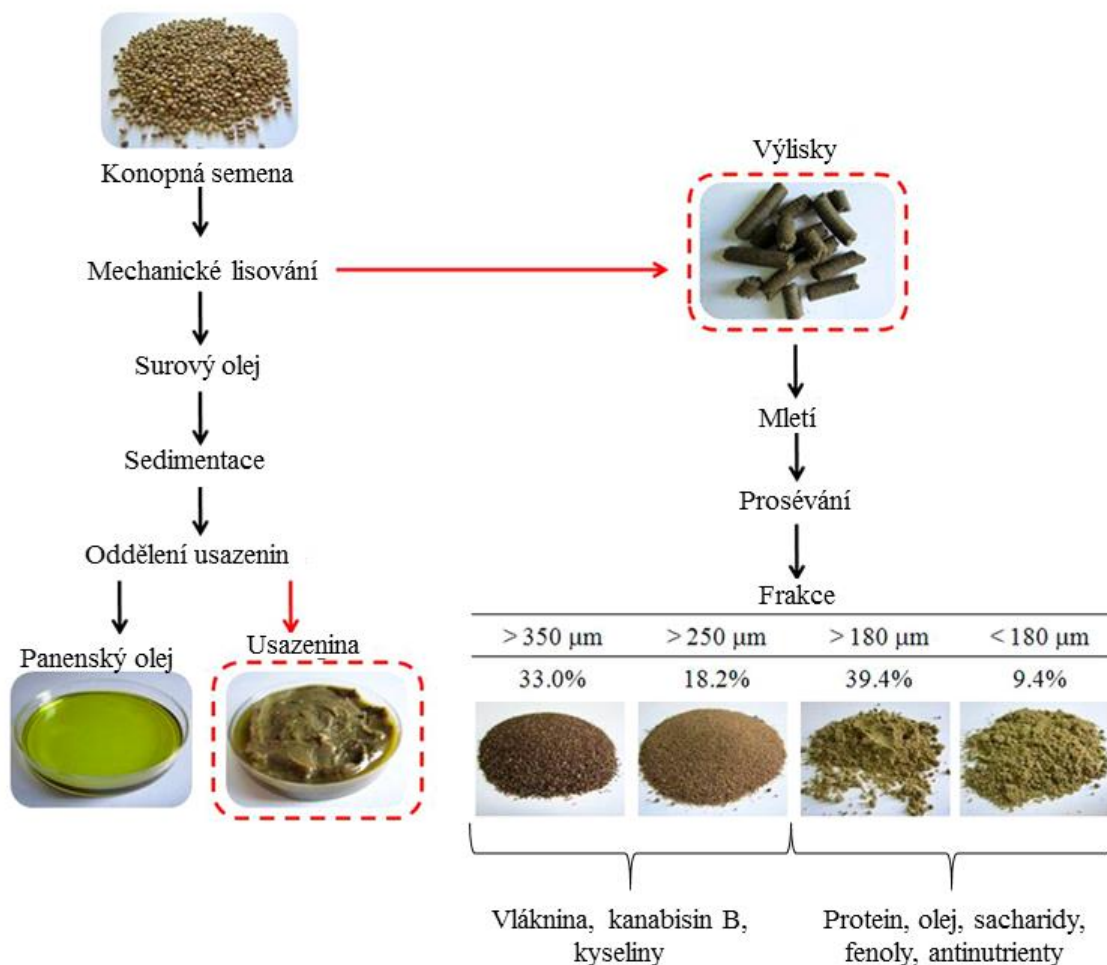 Konopná semena
Mechanické lisování
Surový olej
Sedimentace
Oddělení usazenin
Panenský olej
Usazenina
Výlisky
Mletí
Prosévání
Frakce
> 350 μm > 250 μm > 180 μm < 180 μm
33.0% 18.2% 39.4% 9.4%
Vláknina, kanabisin B,
kyseliny
Protein, olej, sacharidy,
fenoly, antinutrienty